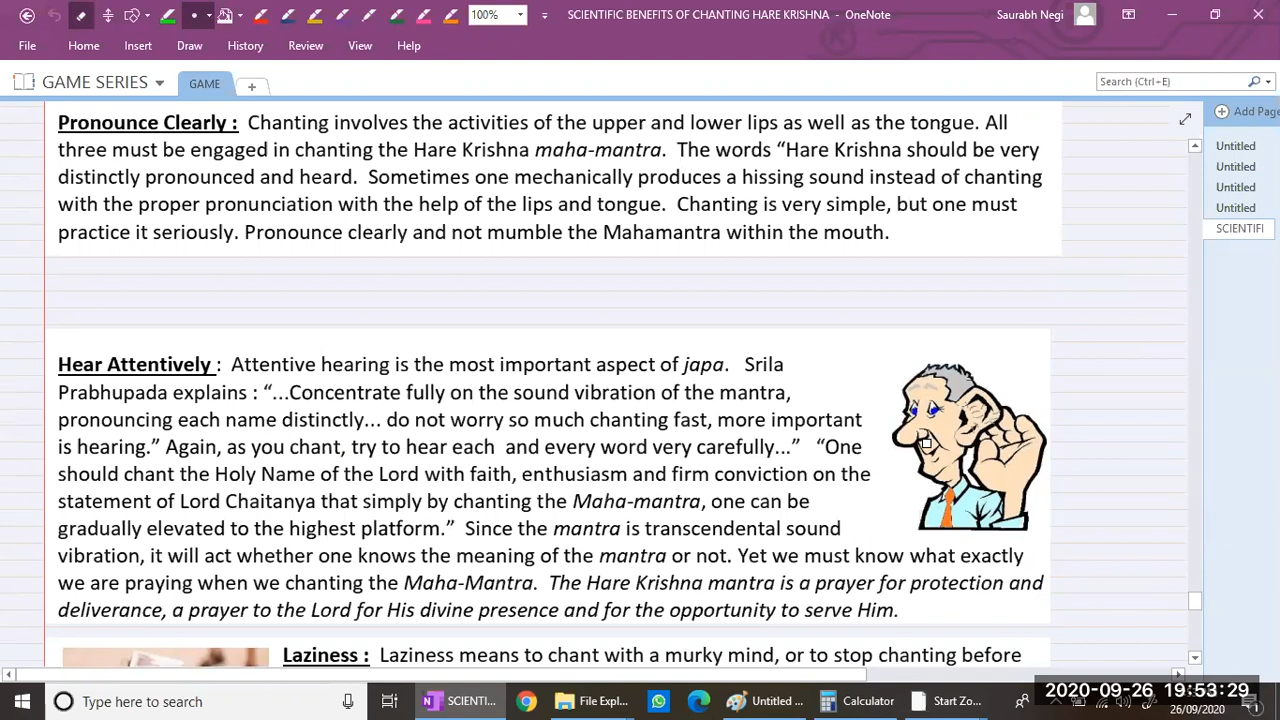 100%
SCIENTIFIC BENEFITS OF CHANTING HARE KRISHNA - OneNote
Saurabh Negi
File Home Insert Draw History Review View Help
GAME SERIES
GAME
Search (Ctrl+E)
Add Page
Untitled
Untitled
Untitled
Untitled
SCIENTIFI
Pronounce Clearly : Chanting involves the activities of the upper and lower lips as well as the tongue. All
three must be engaged in chanting the Hare Krishna maha-mantra. The words “Hare Krishna should be very
distinctly pronounced and heard. Sometimes one mechanically produces a hissing sound instead of chanting
with the proper pronunciation with the help of the lips and tongue. Chanting is very simple, but one must
practice it seriously. Pronounce clearly and not mumble the Mahamantra within the mouth.
Hear Attentively : Attentive hearing is the most important aspect of japa. Srila
Prabhupada explains : “...Concentrate fully on the sound vibration of the mantra,
pronouncing each name distinctly... do not worry so much chanting fast, more important
is hearing.” Again, as you chant, try to hear each and every word very carefully...” “One
should chant the Holy Name of the Lord with faith, enthusiasm and firm conviction on the
statement of Lord Chaitanya that simply by chanting the Maha-mantra, one can be
gradually elevated to the highest platform.” Since the mantra is transcendental sound
vibration, it will act whether one knows the meaning of the mantra or not. Yet we must know what exactly
we are praying when we chanting the Maha-Mantra. The Hare Krishna mantra is a prayer for protection and
deliverance, a prayer to the Lord for His divine presence and for the opportunity to serve Him.
Laziness : Laziness means to chant with a murky mind, or to stop chanting before
Type here to search
SCIENTI...
File Expl...
Untitled ...
Calculator
Start Zo...
2020-09-26 19:53:29
26/09/2020